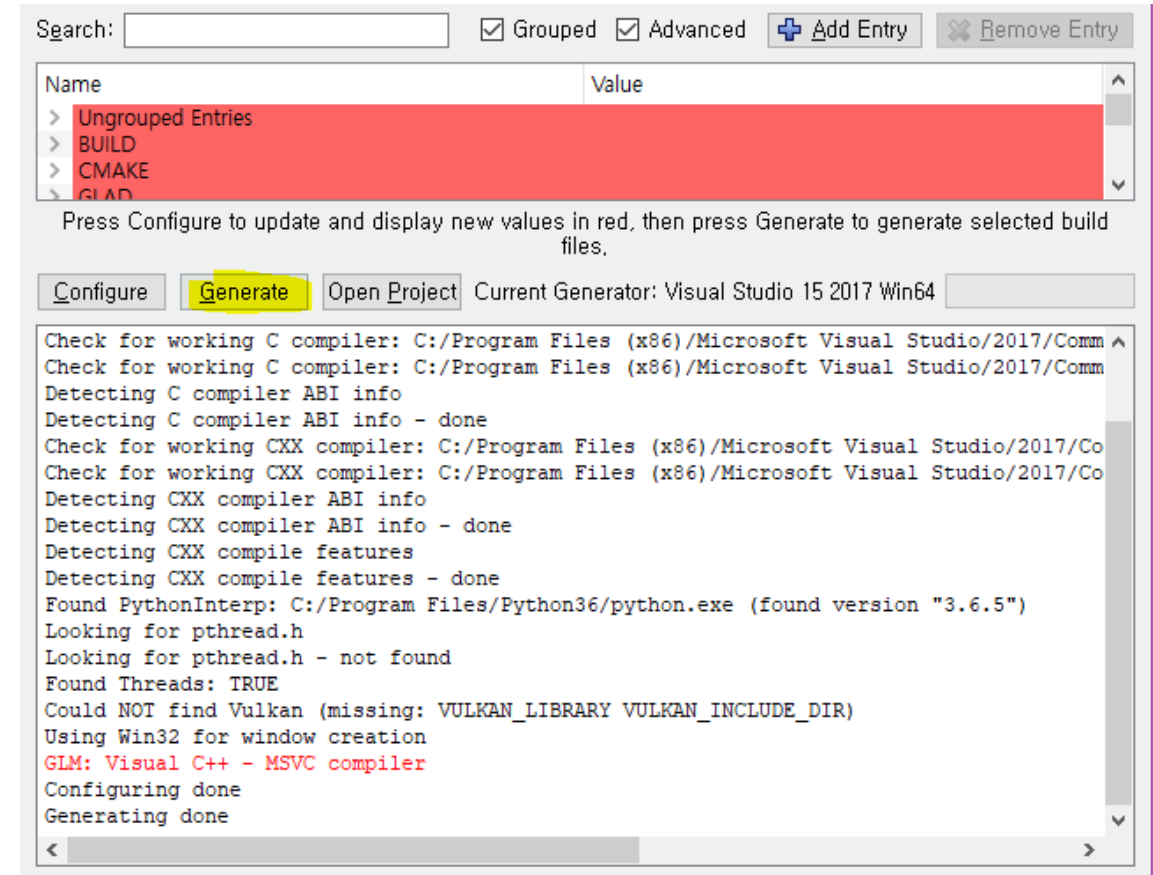 Search: Grouped Advanced Add Entry Remove Entry
Name Value
Ungrouped Entries
BUILD
CMAKE
GLAD
Press Configure to update and display new values in red, then press Generate to generate selected build
files,
Configure Generate Open Project Current Generator: Visual Studio 15 2017 Win64
Check for working C compiler: C:/Program Files (x86)/Microsoft Visual Studio/2017/Comm
Check for working C compiler: C:/Program Files (x86)/Microsoft Visual Studio/2017/Comm
Detecting C compiler ABI info
Detecting C compiler ABI info - done
Check for working CXX compiler: C:/Program Files (x86)/Microsoft Visual Studio/2017/Co
Check for working CXX compiler: C:/Program Files (x86)/Microsoft Visual Studio/2017/Co
Detecting CXX compiler ABI info
Detecting CXX compiler ABI info - done
Detecting CXX compile features
Detecting CXX compile features - done
Found PythonInterp: C:/Program Files/Python36/python.exe (found version "3.6.5")
Looking for pthread.h
Looking for pthread.h - not found
Found Threads: TRUE
Could NOT find Vulkan (missing: VULKAN_LIBRARY VULKAN_INCLUDE_DIR)
Using Win32 for window creation
GLM: Visual C++ - MSVC compiler
Configuring done
Generating done